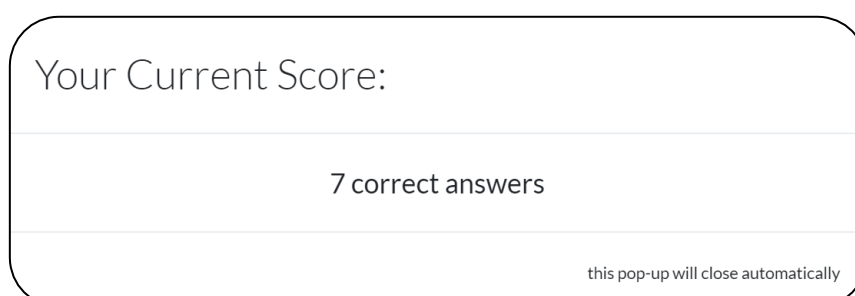 Your Current Score:
7 correct answers
this pop-up will close automatically